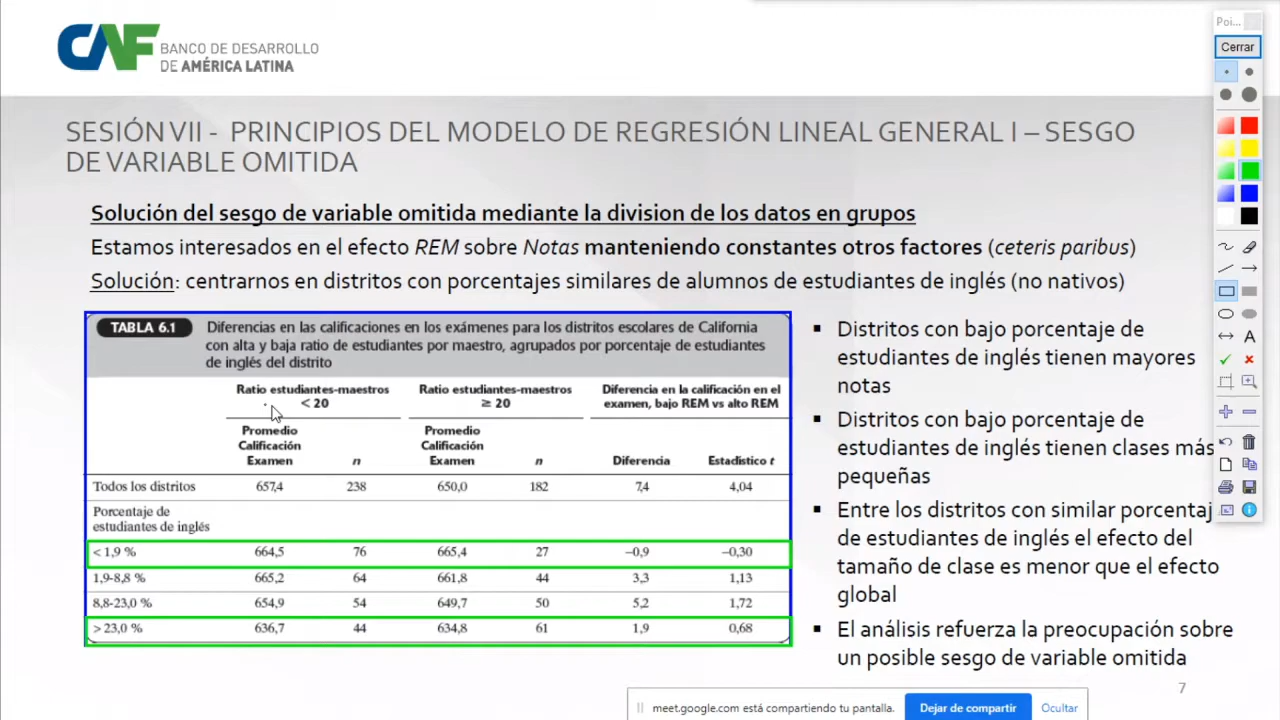 CAF BANCO DE DESARROLLO
DE AMÉRICA LATINA
Poi...
Cerrar
SESIÓN VII - PRINCIPIOS DEL MODELO DE REGRESIÓN LINEAL GENERAL I – SESGO
DE VARIABLE OMITIDA
Solución del sesgo de variable omitida mediante la division de los datos en grupos
Estamos interesados en el efecto REM sobre Notas manteniendo constantes otros factores (ceteris paribus)
Solución: centrarnos en distritos con porcentajes similares de alumnos de estudiantes de inglés (no nativos)
TABLA 6.1 Diferencias en las calificaciones en los exámenes para los distritos escolares de California
con alta y baja ratio de estudiantes por maestro, agrupados por porcentaje de estudiantes
de inglés del distrito
Ratio estudiantes-maestros Ratio estudiantes-maestros Diferencia en la calificación en el
< 20 ≥ 20 examen, bajo REM vs alto REM
Promedio Promedio
Calificación Calificación
Examen n Examen n Diferencia Estadístico t
Todos los distritos 657,4 238 650,0 182 7,4 4,04
Porcentaje de
estudiantes de inglés
< 1,9 % 664,5 76 665,4 27 –0,9 –0,30
1,9-8,8 % 665,2 64 661,8 44 3,3 1,13
8,8-23,0 % 654,9 54 649,7 50 5,2 1,72
> 23,0 % 636,7 44 634,8 61 1,9 0,68
▪ Distritos con bajo porcentaje de
estudiantes de inglés tienen mayores
notas
▪ Distritos con bajo porcentaje de
estudiantes de inglés tienen clases más
pequeñas
▪ Entre los distritos con similar porcentaj
de estudiantes de inglés el efecto del
tamaño de clase es menor que el efecto
global
▪ El análisis refuerza la preocupación sobre
un posible sesgo de variable omitida
7
A
meet.google.com está compartiendo tu pantalla. Dejar de compartir Ocultar